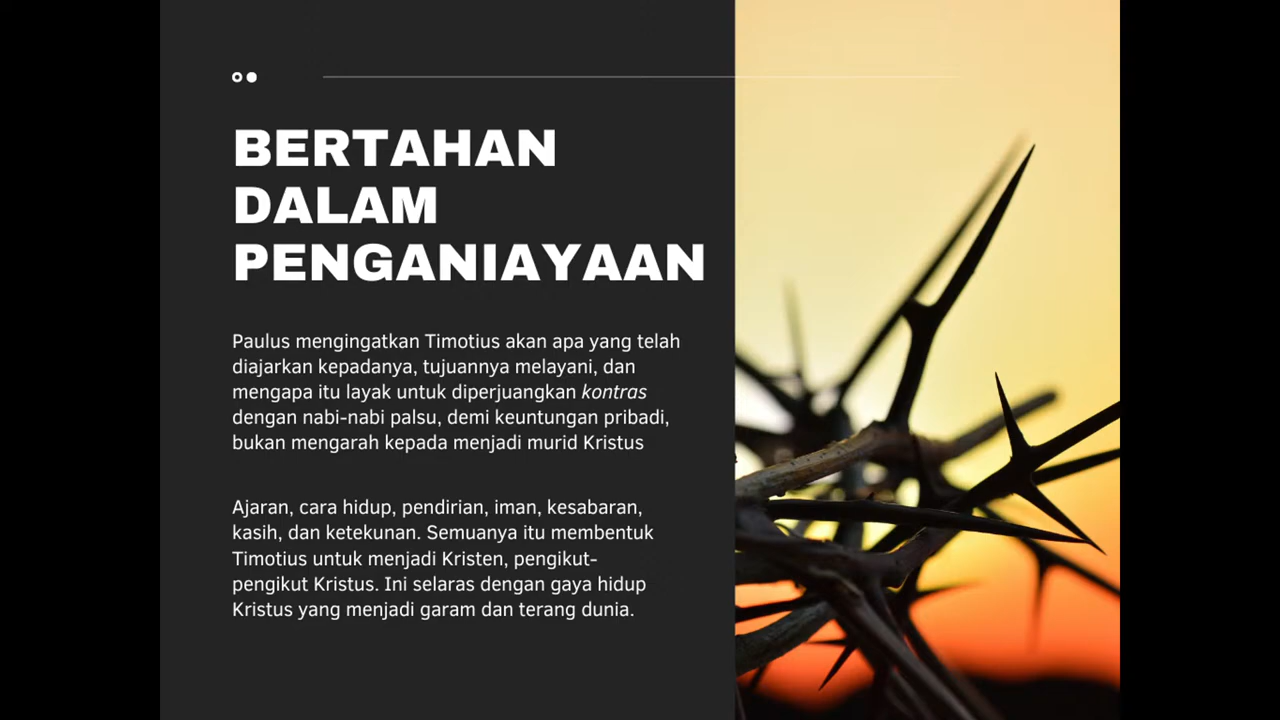 BERTAHAN
DALAM
PENGANIAYAAN
Paulus mengingatkan Timotius akan apa yang telah
diajarkan kepadanya, tujuannya melayani, dan
mengapa itu layak untuk diperjuangkan kontras
dengan nabi-nabi palsu, demi keuntungan pribadi,
bukan mengarah kepada menjadi murid Kristus
Ajaran, cara hidup, pendirian, iman, kesabaran,
kasih, dan ketekunan. Semuanya itu membentuk
Timotius untuk menjadi Kristen, pengikut-
pengikut Kristus. Ini selaras dengan gaya hidup
Kristus yang menjadi garam dan terang dunia.